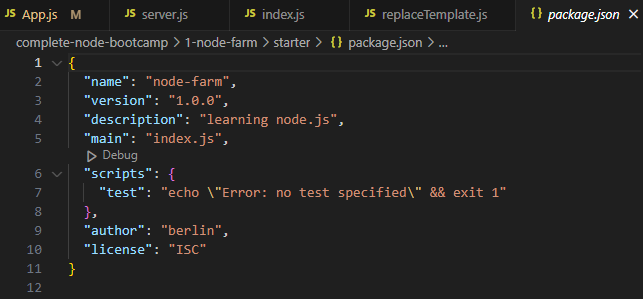 JS App.js M JS server.js JS index.js JS replaceTemplate.js {} package.json
complete-node-bootcamp > 1-node-farm > starter > {} package.json > ...
1 {
2 "name": "node-farm",
3 "version": "1.0.0",
4 "description": "learning node.js",
5 "main": "index.js",
Debug
6 "scripts": {
7 "test": "echo \"Error: no test specified\" && exit 1"
8 },
9 "author": "berlin",
10 "license": "ISC"
11 }
12